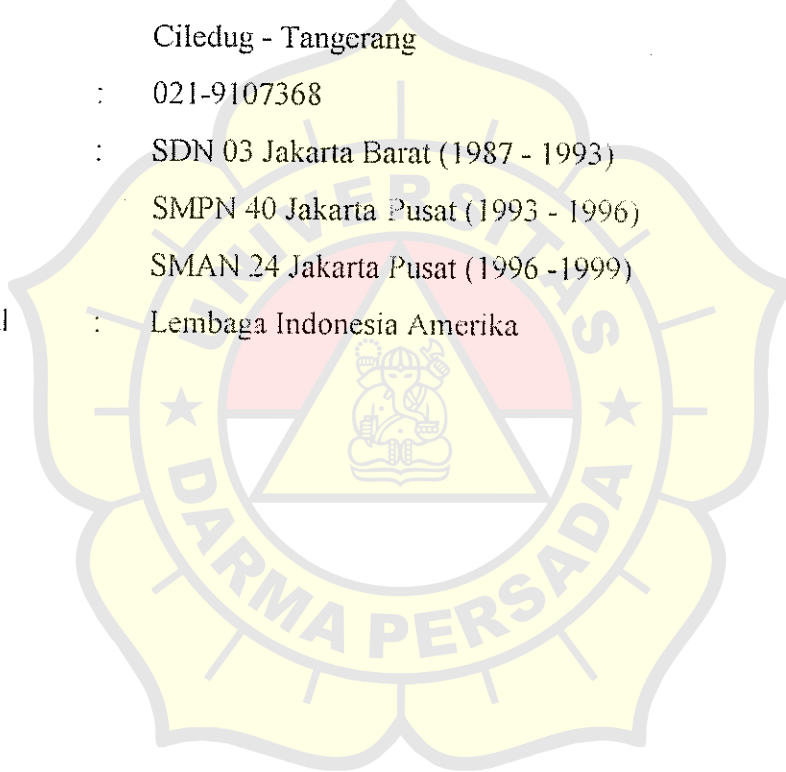 Ciledug - Tangerang
: 021-9107368
: SDN 03 Jakarta Barat (1987 - 1993)
SMPN 40 Jakarta Pusat (1993 - 1996)
SMAN 24 Jakarta Pusat (1996 -1999)
: Lembaga Indonesia Amerika
UNIVERSITAS
DARMA PERSADA